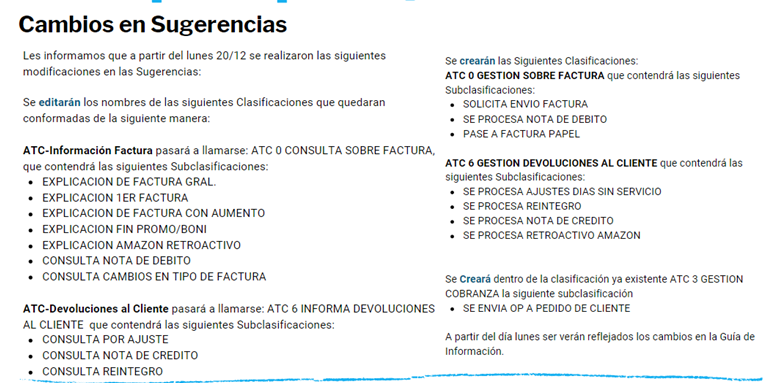 Cambios en Sugerencias
Les informamos que a partir del lunes 20/12 se realizaron las siguientes
modificaciones en las Sugerencias:
Se editarán los nombres de las siguientes Clasificaciones que quedaran
conformadas de la siguiente manera:
ATC-Información Factura pasará a llamarse: ATC 0 CONSULTA SOBRE FACTURA,
que contendrá las siguientes Subclasificaciones:
• EXPLICACION DE FACTURA GRAL.
• EXPLICACION 1ER FACTURA
• EXPLICACION DE FACTURA CON AUMENTO
• EXPLICACION FIN PROMO/BONI
• EXPLICACION AMAZON RETROACTIVO
• CONSULTA NOTA DE DEBITO
• CONSULTA CAMBIOS EN TIPO DE FACTURA
ATC-Devoluciones al Cliente pasará a llamarse: ATC 6 INFORMA DEVOLUCIONES
AL CLIENTE que contendrá las siguientes Subclasificaciones:
• CONSULTA POR AJUSTE
• CONSULTA NOTA DE CREDITO
• CONSULTA REINTEGRO
Se crearán las Siguientes Clasificaciones:
ATC 0 GESTION SOBRE FACTURA que contendrá las siguientes
Subclasificaciones:
• SOLICITA ENVIO FACTURA
• SE PROCESA NOTA DE DEBITO
• PASE A FACTURA PAPEL
ATC 6 GESTION DEVOLUCIONES AL CLIENTE que contendrá las
siguientes Subclasificaciones:
• SE PROCESA AJUSTES DIAS SIN SERVICIO
• SE PROCESA REINTEGRO
• SE PROCESA NOTA DE CREDITO
• SE PROCESA RETROACTIVO AMAZON
Se Creará dentro de la clasificación ya existente ATC 3 GESTION
COBRANZA la siguiente subclasificación
• SE ENVIA OP A PEDIDO DE CLIENTE
A partir del día lunes ser verán reflejados los cambios en la Guía de
Información.